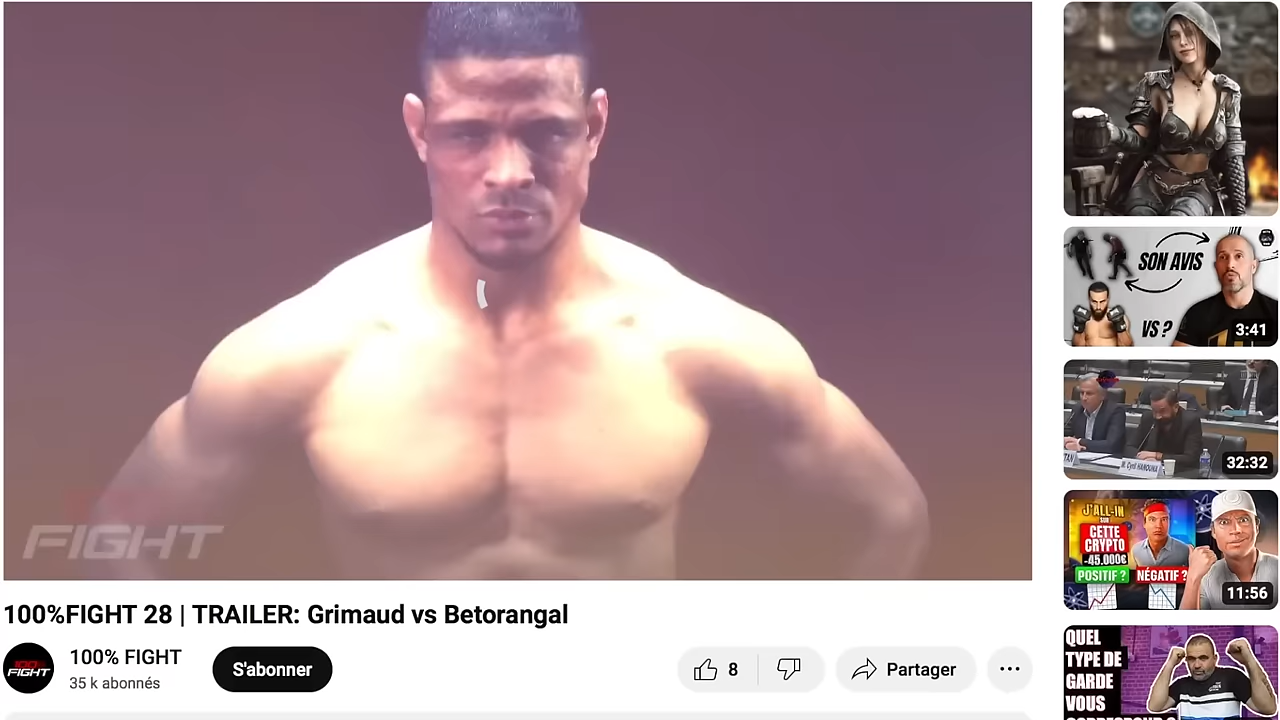 FIGHT
100%FIGHT 28 | TRAILER: Grimaud vs Betorangal
100%
FIGHT
100% FIGHT
35 k abonnés
S'abonner
8
Partager
SON AVIS
VS ?
3:41
M. Cyril HANOUNA
32:32
J'ALL-IN
SUR
CETTE
CRYPTO
-45.000€
POSITIF ?
NÉGATIF ?
11:56
QUEL
TYPE DE
GARDE
VOUS